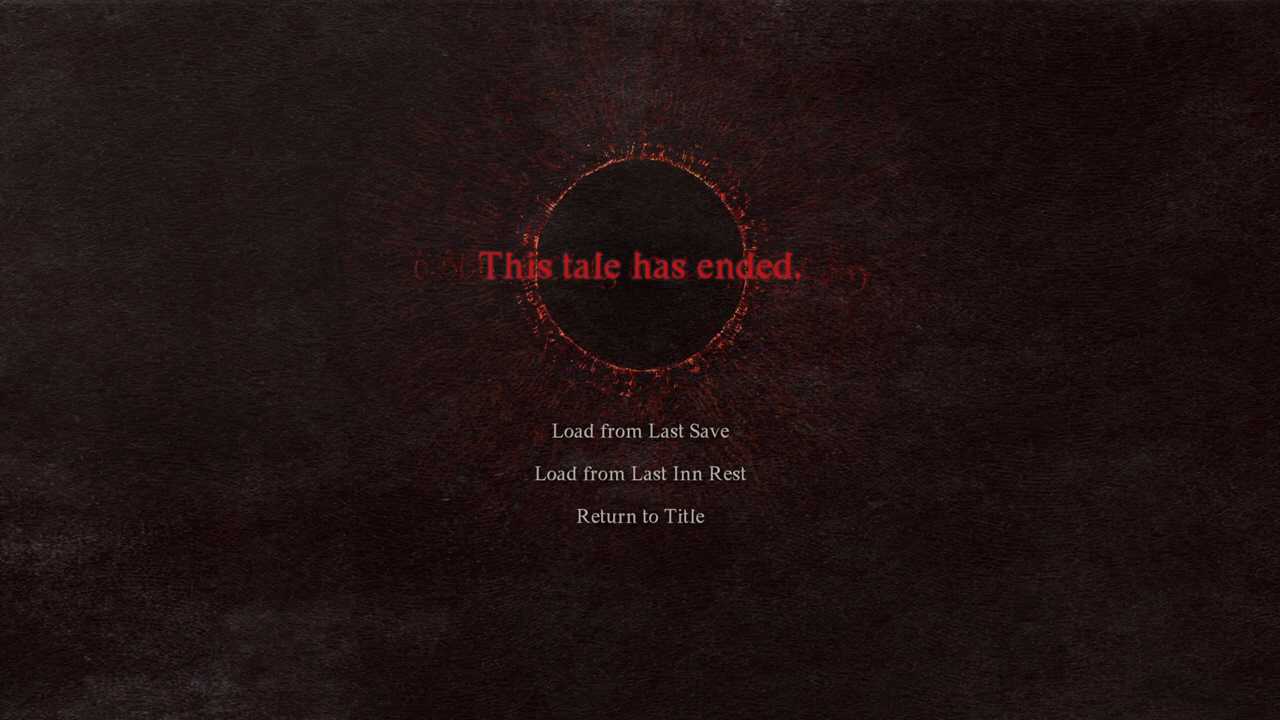 This tale has ended.
Load from Last Save
Load from Last Inn Rest
Return to Title